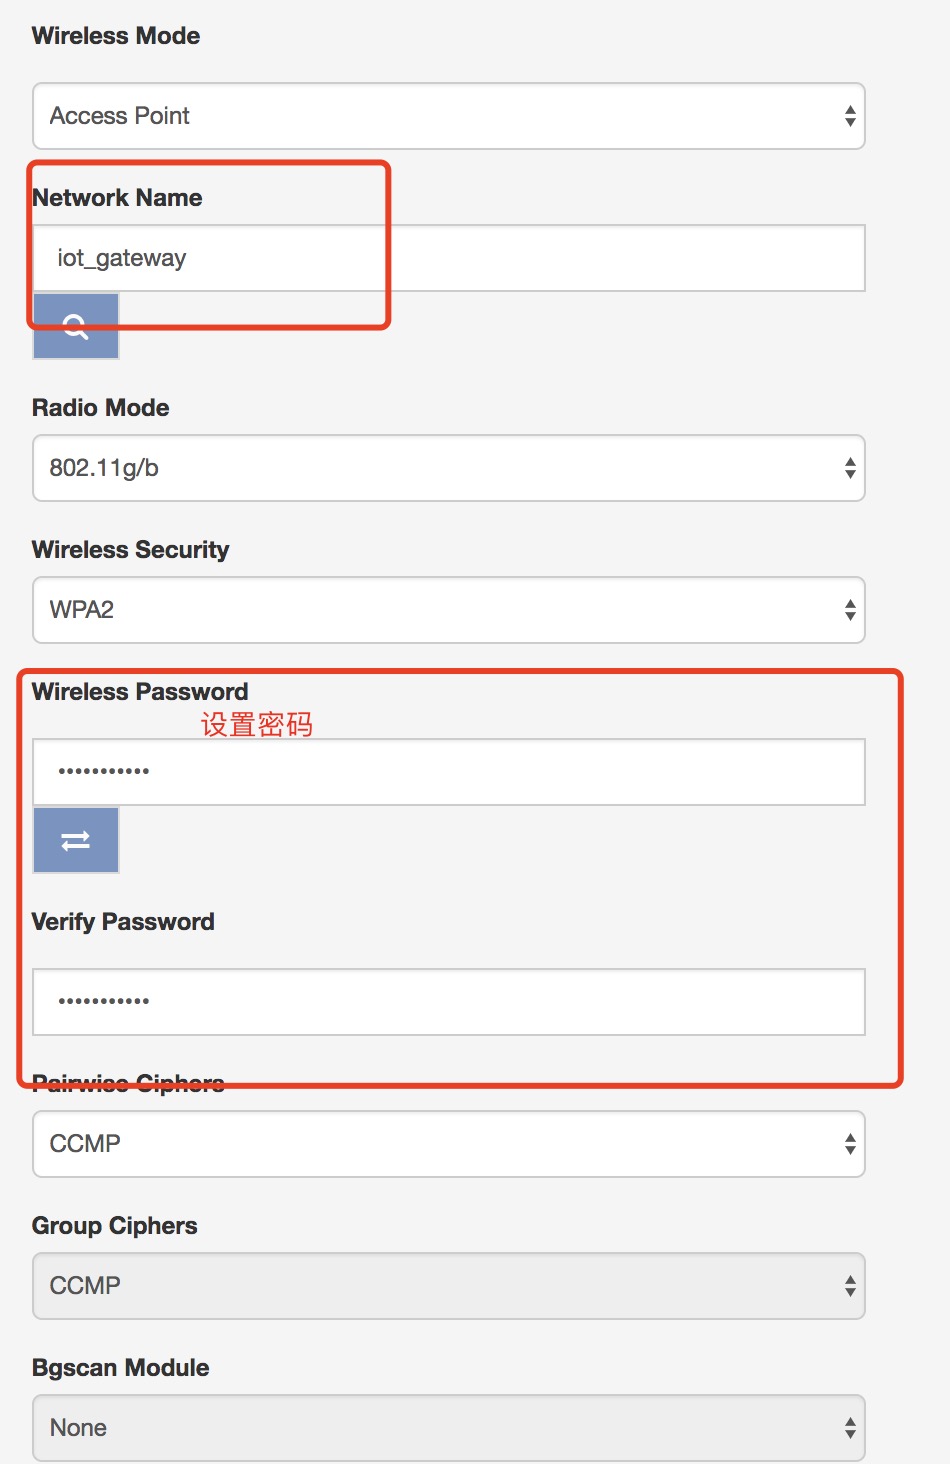 Wireless Mode
Access Point
Network Name
iot_gateway
Radio Mode
802.11g/b
Wireless Security
WPA2
Wireless Password
设置密码
•••••••••••
Verify Password
•••••••••••
Pairwise Ciphers
CCMP
Group Ciphers
CCMP
Bgscan Module
None